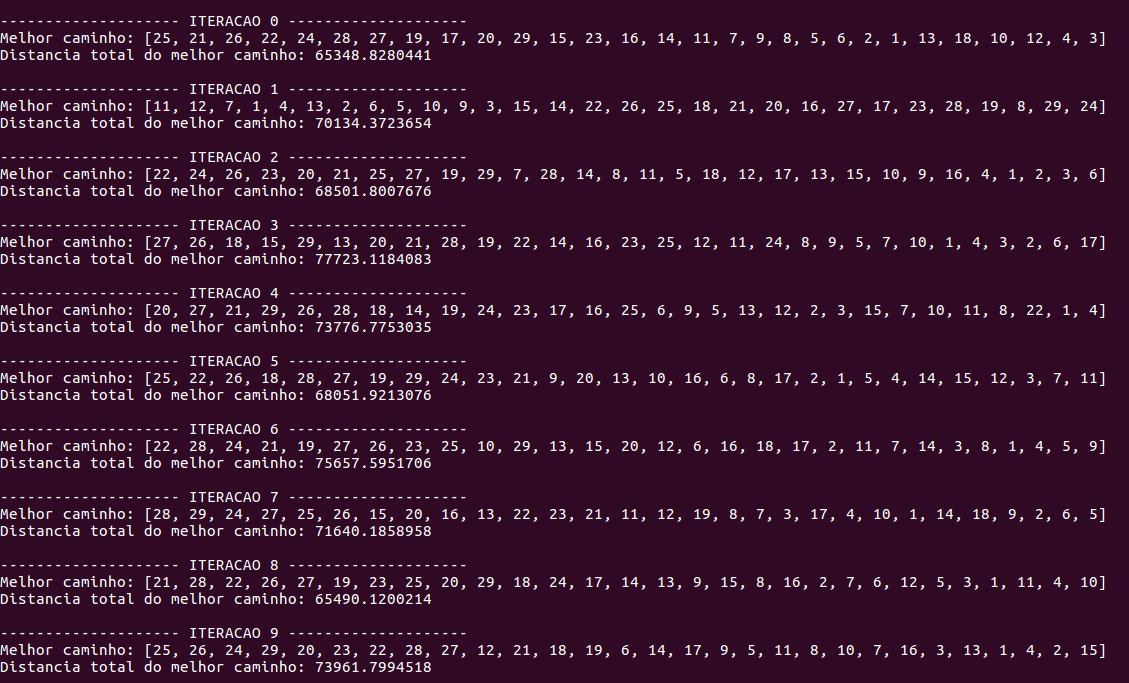 -------------------- ITERACAO 0 --------------------
Melhor caminho: [25, 21, 26, 22, 24, 28, 27, 19, 17, 20, 29, 15, 23, 16, 14, 11, 7, 9, 8, 5, 6, 2, 1, 13, 18, 10, 12, 4, 3]
Distancia total do melhor caminho: 65348.8280441
-------------------- ITERACAO 1 --------------------
Melhor caminho: [11, 12, 7, 1, 4, 13, 2, 6, 5, 10, 9, 3, 15, 14, 22, 26, 25, 18, 21, 20, 16, 27, 17, 23, 28, 19, 8, 29, 24]
Distancia total do melhor caminho: 70134.3723654
-------------------- ITERACAO 2 --------------------
Melhor caminho: [22, 24, 26, 23, 20, 21, 25, 27, 19, 29, 7, 28, 14, 8, 11, 5, 18, 12, 17, 13, 15, 10, 9, 16, 4, 1, 2, 3, 6]
Distancia total do melhor caminho: 68501.8007676
-------------------- ITERACAO 3 --------------------
Melhor caminho: [27, 26, 18, 15, 29, 13, 20, 21, 28, 19, 22, 14, 16, 23, 25, 12, 11, 24, 8, 9, 5, 7, 10, 1, 4, 3, 2, 6, 17]
Distancia total do melhor caminho: 77723.1184083
-------------------- ITERACAO 4 --------------------
Melhor caminho: [20, 27, 21, 29, 26, 28, 18, 14, 19, 24, 23, 17, 16, 25, 6, 9, 5, 13, 12, 2, 3, 15, 7, 10, 11, 8, 22, 1, 4]
Distancia total do melhor caminho: 73776.7753035
-------------------- ITERACAO 5 --------------------
Melhor caminho: [25, 22, 26, 18, 28, 27, 19, 29, 24, 23, 21, 9, 20, 13, 10, 16, 6, 8, 17, 2, 1, 5, 4, 14, 15, 12, 3, 7, 11]
Distancia total do melhor caminho: 68051.9213076
-------------------- ITERACAO 6 --------------------
Melhor caminho: [22, 28, 24, 21, 19, 27, 26, 23, 25, 10, 29, 13, 15, 20, 12, 6, 16, 18, 17, 2, 11, 7, 14, 3, 8, 1, 4, 5, 9]
Distancia total do melhor caminho: 75657.5951706
-------------------- ITERACAO 7 --------------------
Melhor caminho: [28, 29, 24, 27, 25, 26, 15, 20, 16, 13, 22, 23, 21, 11, 12, 19, 8, 7, 3, 17, 4, 10, 1, 14, 18, 9, 2, 6, 5]
Distancia total do melhor caminho: 71640.1858958
-------------------- ITERACAO 8 --------------------
Melhor caminho: [21, 28, 22, 26, 27, 19, 23, 25, 20, 29, 18, 24, 17, 14, 13, 9, 15, 8, 16, 2, 7, 6, 12, 5, 3, 1, 11, 4, 10]
Distancia total do melhor caminho: 65490.1200214
-------------------- ITERACAO 9 --------------------
Melhor caminho: [25, 26, 24, 29, 20, 23, 22, 28, 27, 12, 21, 18, 19, 6, 14, 17, 9, 5, 11, 8, 10, 7, 16, 3, 13, 1, 4, 2, 15]
Distancia total do melhor caminho: 73961.7994518